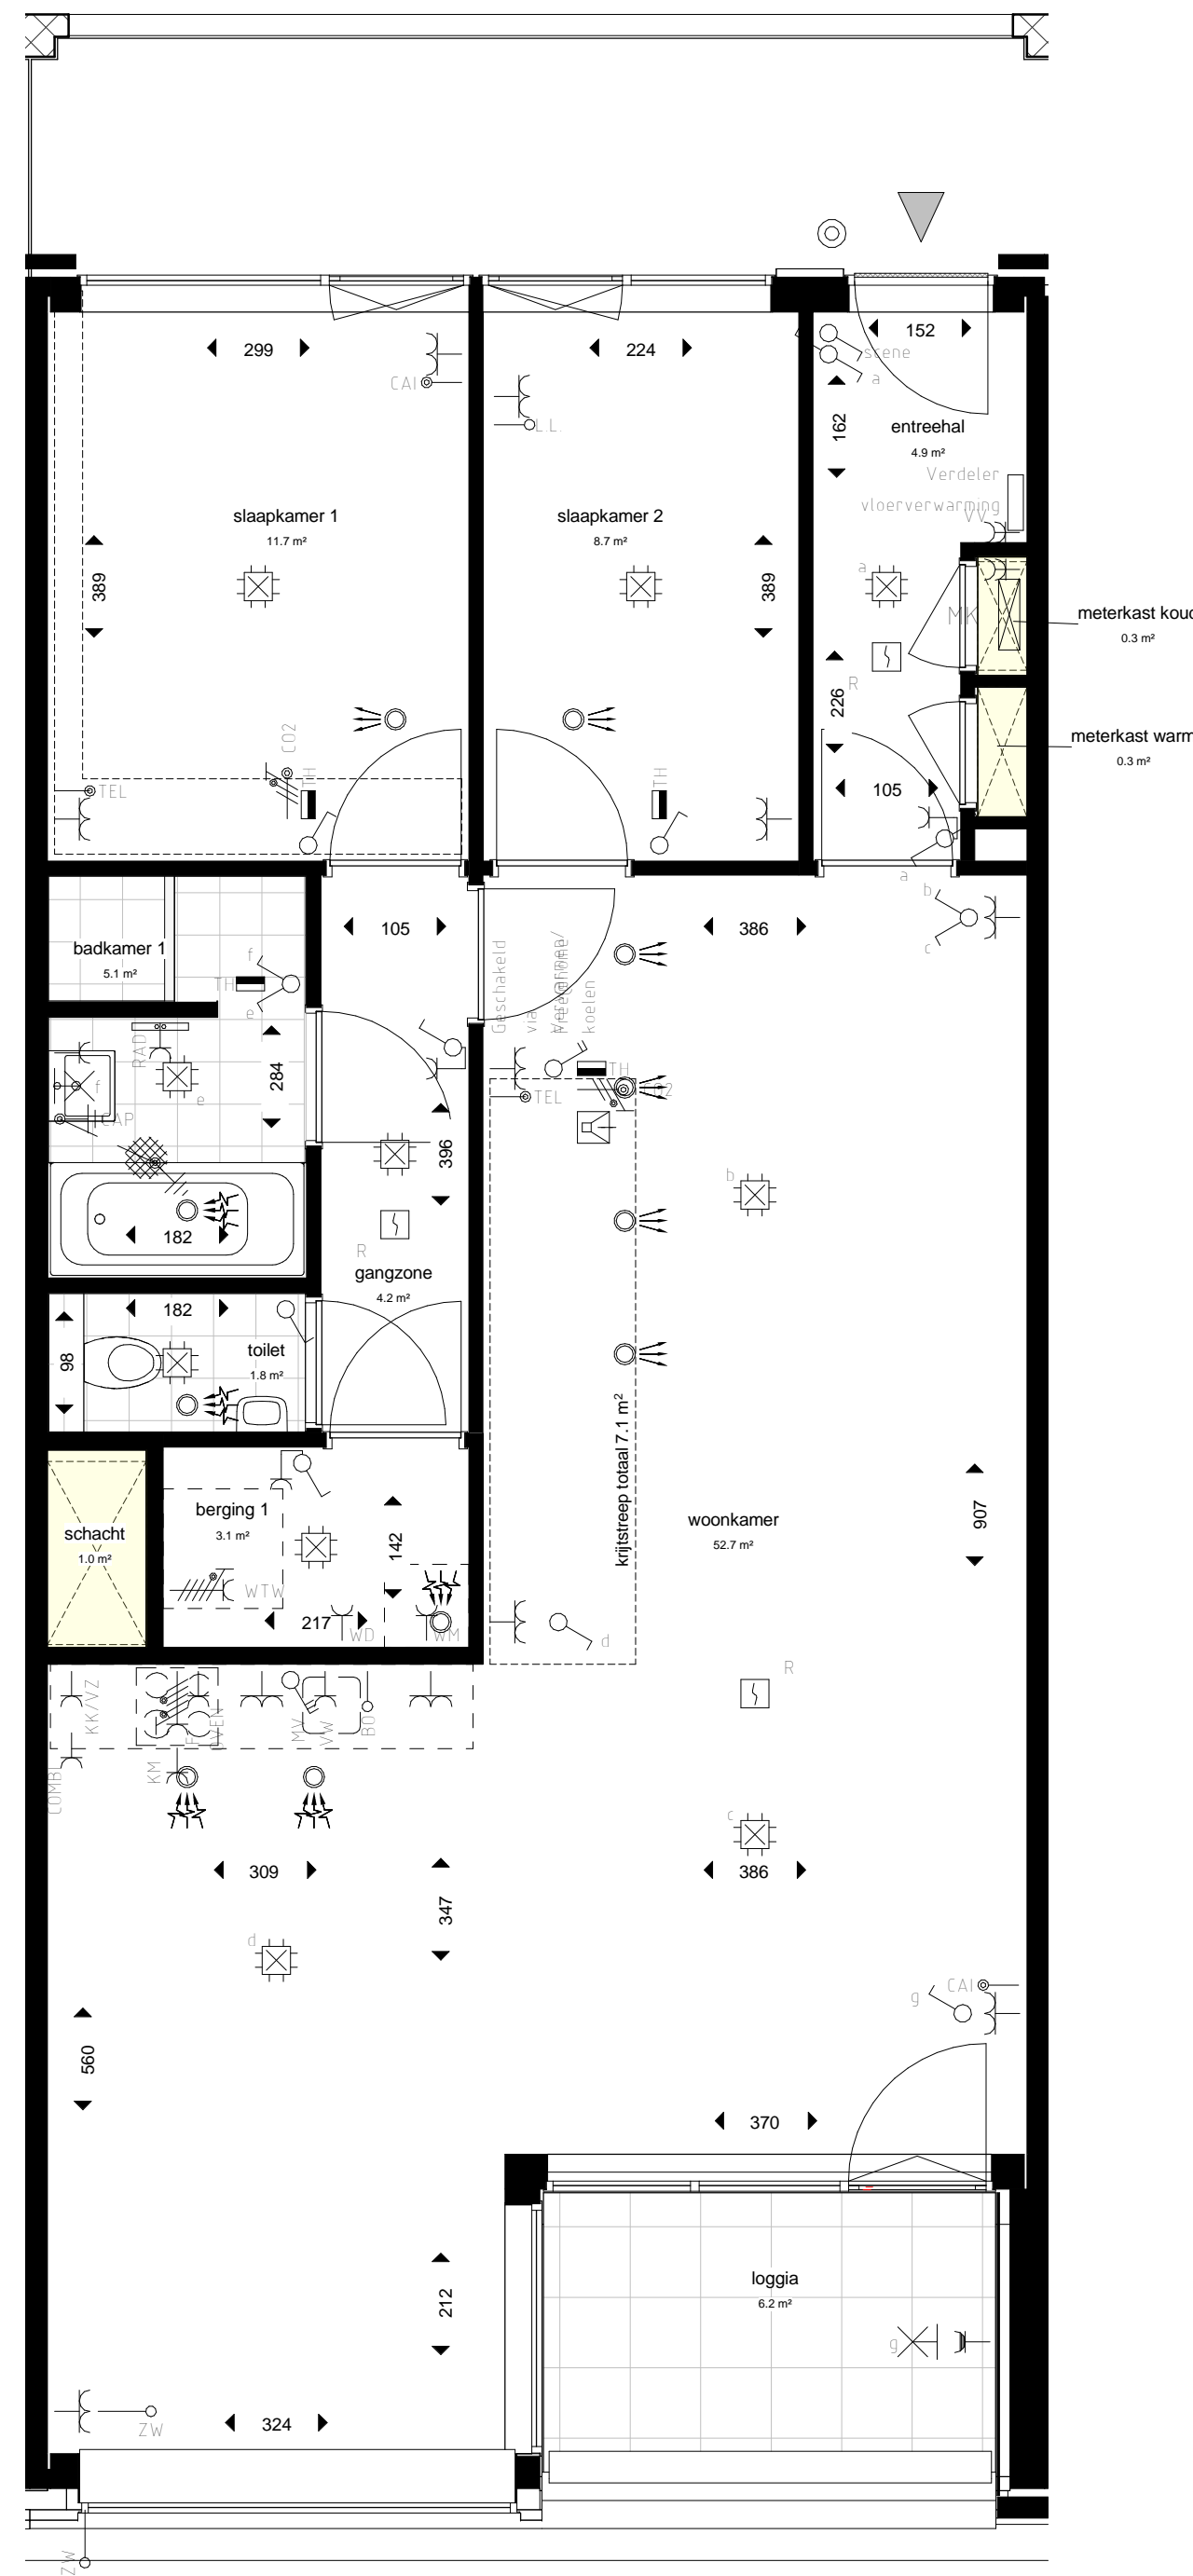 299
224
152
scene
a
CAI
L.L.
162
entreehal
4.9 m²
Verdeler
vloerverwarming
VV
slaapkamer 1
11.7 m²
slaapkamer 2
8.7 m²
389
389
a
MK
meterkast koud
0.3 m²
R
226
meterkast warm
0.3 m²
CO2
TH
TH
TEL
105
a
b
c
105
386
badkamer 1
5.1 m²
f
TH
e
Geschakeld
via
koelen
RAD
284
f
e
CAP
TH
CO2
TEL
396
b
182
R
gangzone
4.2 m²
182
98
toilet
1.8 m²
krijtstreep totaal 7.1 m²
907
berging 1
3.1 m²
schacht
1.0 m²
142
woonkamer
52.7 m²
WTW
217
WD
WM
d
R
KK/VZ
OVEN
MV
VW
BO
KM
COMBI
c
309
347
386
d
CAI
g
560
370
212
loggia
6.2 m²
g
324
ZW
ZW